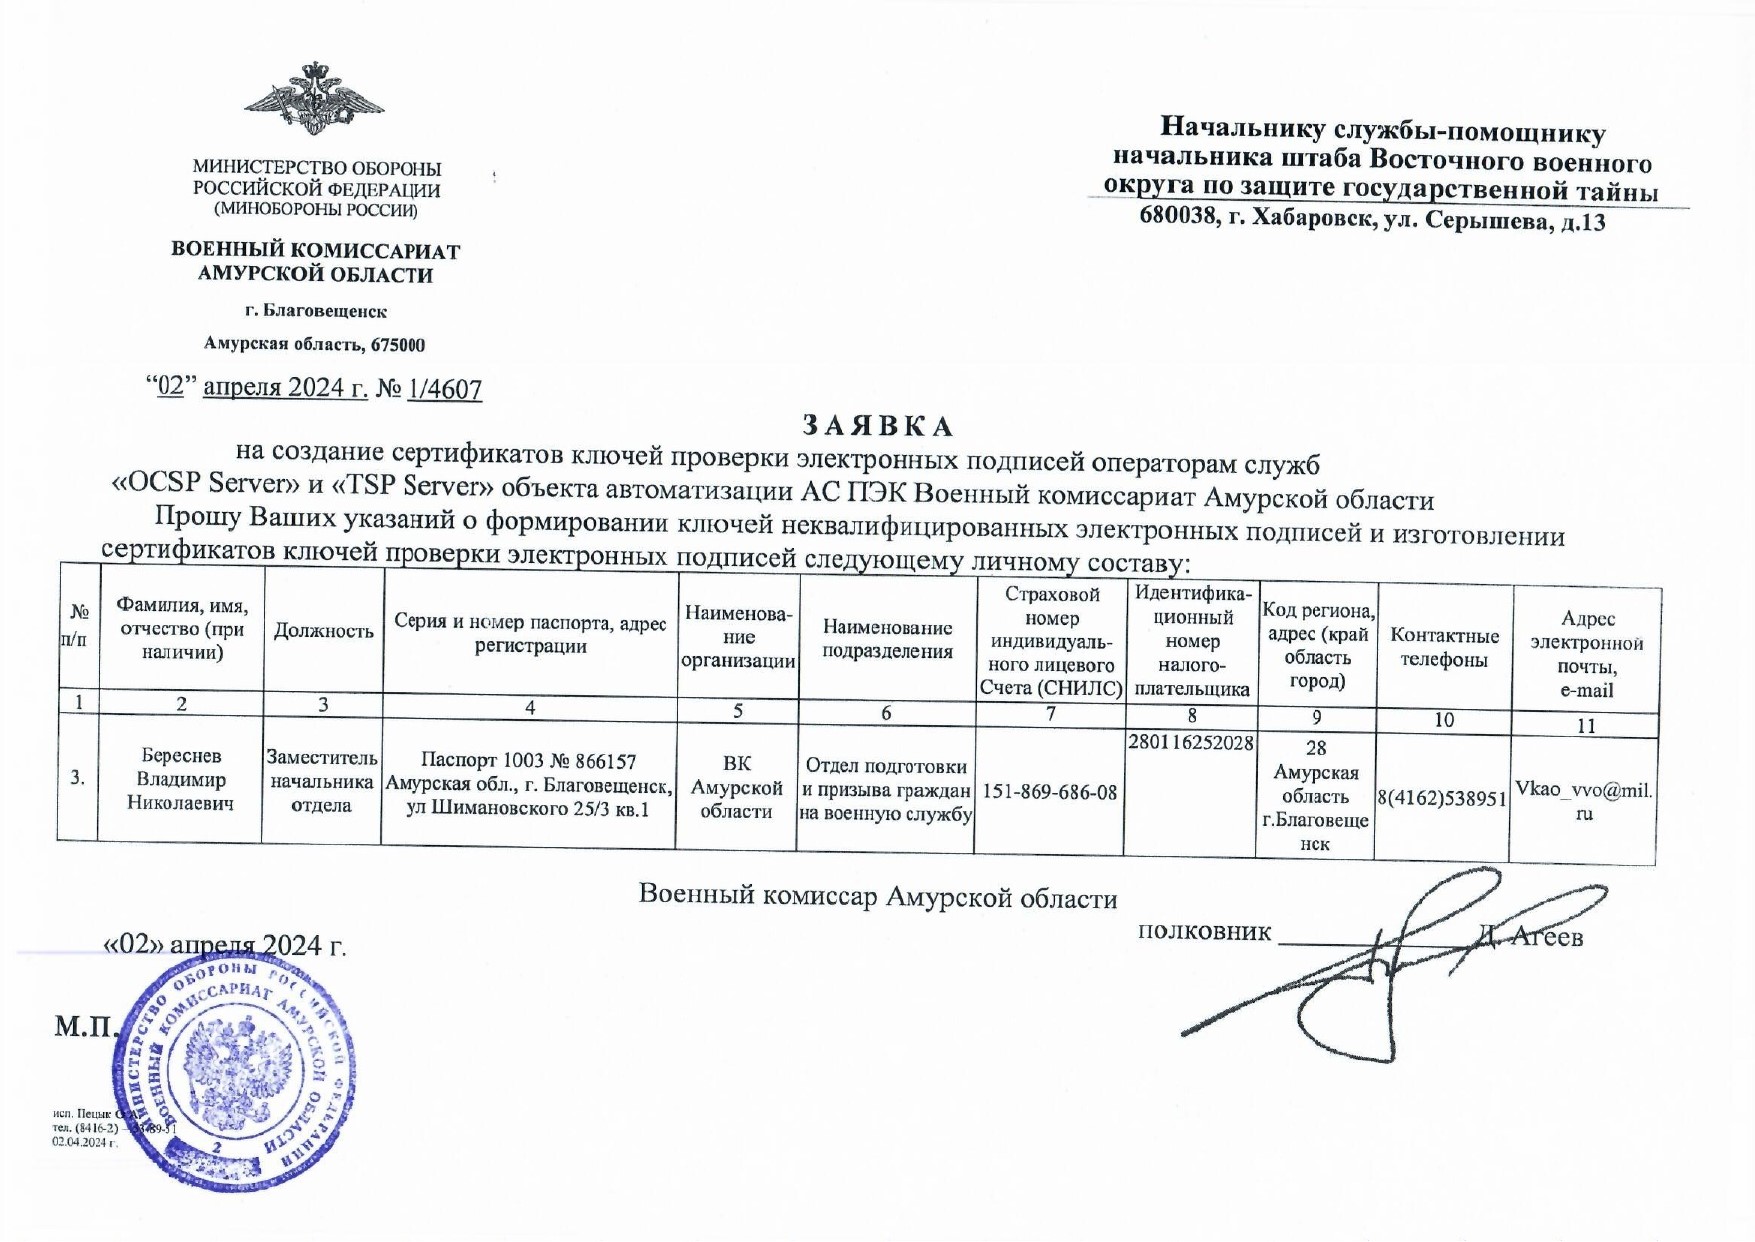 МИНИСТЕРСТВО ОБОРОНЫ
РОССИЙСКОЙ ФЕДЕРАЦИИ
(МИНОБОРОНЫ РОССИИ)
ВОЕННЫЙ КОМИССАРИАТ
АМУРСКОЙ ОБЛАСТИ
г. Благовещенск
Амурская область, 675000
“02” апреля 2024 г. № 1/4607
Начальнику службы-помощнику
начальника штаба Восточного военного
округа по защите государственной тайны
680038, г. Хабаровск, ул. Серышева, д.13
ЗАЯВКА
на создание сертификатов ключей проверки электронных подписей операторам служб
«OCSP Server» и «TSP Server» объекта автоматизации АС ПЭК Военный комиссариат Амурской области
Прошу Ваших указаний о формировании ключей неквалифицированных электронных подписей и изготовлении
сертификатов ключей проверки электронных подписей следующему личному составу:
№
п/п
Фамилия, имя,
отчество (при
наличии)
Должность
Серия и номер паспорта, адрес
регистрации
Наименова-
ние
организации
Наименование
подразделения
Страховой
номер
индивидуаль-
ного лицевого
Счета (СНИЛС)
Идентифика-
ционный
номер
налого-
плательщика
Код региона,
адрес (край
область
город)
Контактные
телефоны
Адрес
электронной
почты,
e-mail
1 2 3 4 5 6 7 8 9 10 11
3.
Береснев
Владимир
Николаевич
Заместитель
начальника
отдела
Паспорт 1003 № 866157
Амурская обл., г. Благовещенск,
ул Шимановского 25/3 кв.1
ВК
Амурской
области
Отдел подготовки
и призыва граждан
на военную службу
151-869-686-08
280116252028
28
Амурская
область
г.Благовеще
нск
8(4162)538951
Vkao_vvo@mil.
ru
Военный комиссар Амурской области
полковник Д. Агеев
«02» апреля 2024 г.
М.П.
МИНИСТЕРСТВО ОБОРОНЫ РОССИЙСКОЙ ФЕДЕРАЦИИ
ВОЕННЫЙ КОМИССАРИАТ АМУРСКОЙ ОБЛАСТИ
2
исп. Пецык
тел. (8416-2)
02.04.2024 г.